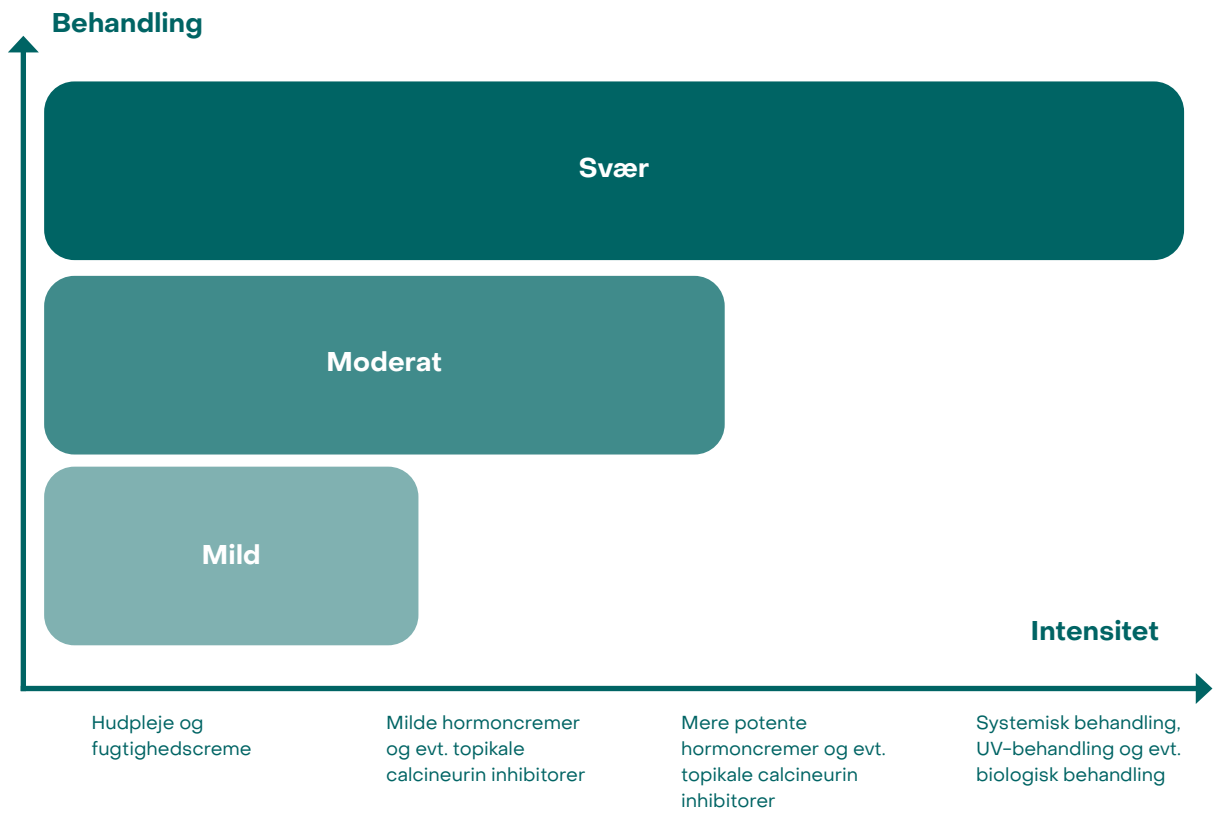 Behandling
Svær
Moderat
Mild
Intensitet
Hudpleje og
fugtighedscreme
Milde hormoncremer
og evt. topikale
calcineurin inhibitorer
Mere potente
hormoncremer og evt.
topikale calcineurin
inhibitorer
Systemisk behandling,
UV-behandling og evt.
biologisk behandling